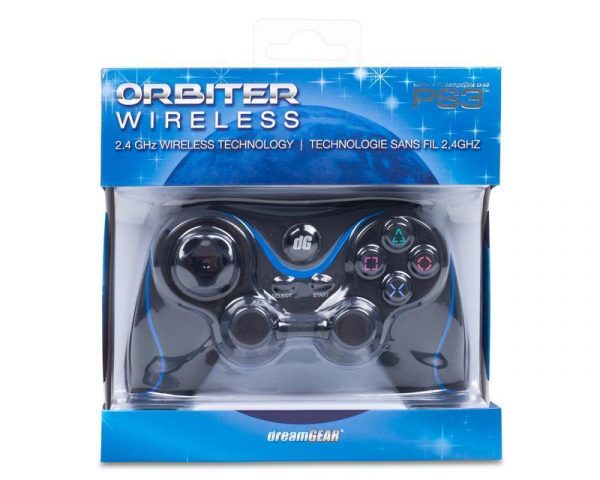 ORBITER
WIRELESS
PS3
2.4 GHz WIRELESS TECHNOLOGY | TECHNOLOGIE SANS FIL 2,4GHZ
dG
SELECT START
dreamGEAR®